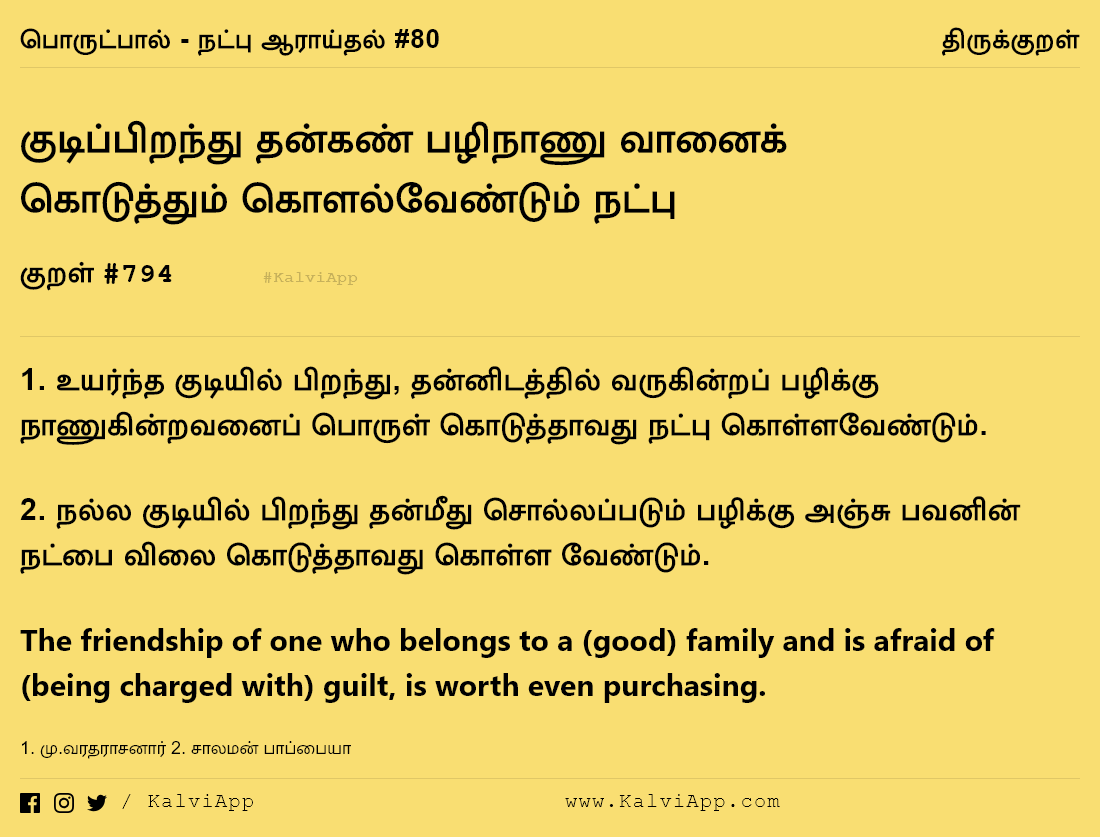 பொருட்பால் - நட்பு ஆராய்தல் #80
திருக்குறள்
குடிப்பிறந்து தன்கண் பழிநாணு வானைக்
கொடுத்தும் கொளல்வேண்டும் நட்பு
குறள் #794
#KalviApp
1. உயர்ந்த குடியில் பிறந்து, தன்னிடத்தில் வருகின்றப் பழிக்கு
நாணுகின்றவனைப் பொருள் கொடுத்தாவது நட்பு கொள்ளவேண்டும்.
2. நல்ல குடியில் பிறந்து தன்மீது சொல்லப்படும் பழிக்கு அஞ்சு பவனின்
நட்பை விலை கொடுத்தாவது கொள்ள வேண்டும்.
The friendship of one who belongs to a (good) family and is afraid of
(being charged with) guilt, is worth even purchasing.
1. மு.வரதராசனார் 2. சாலமன் பாப்பையா
/ KalviApp
www.KalviApp.com